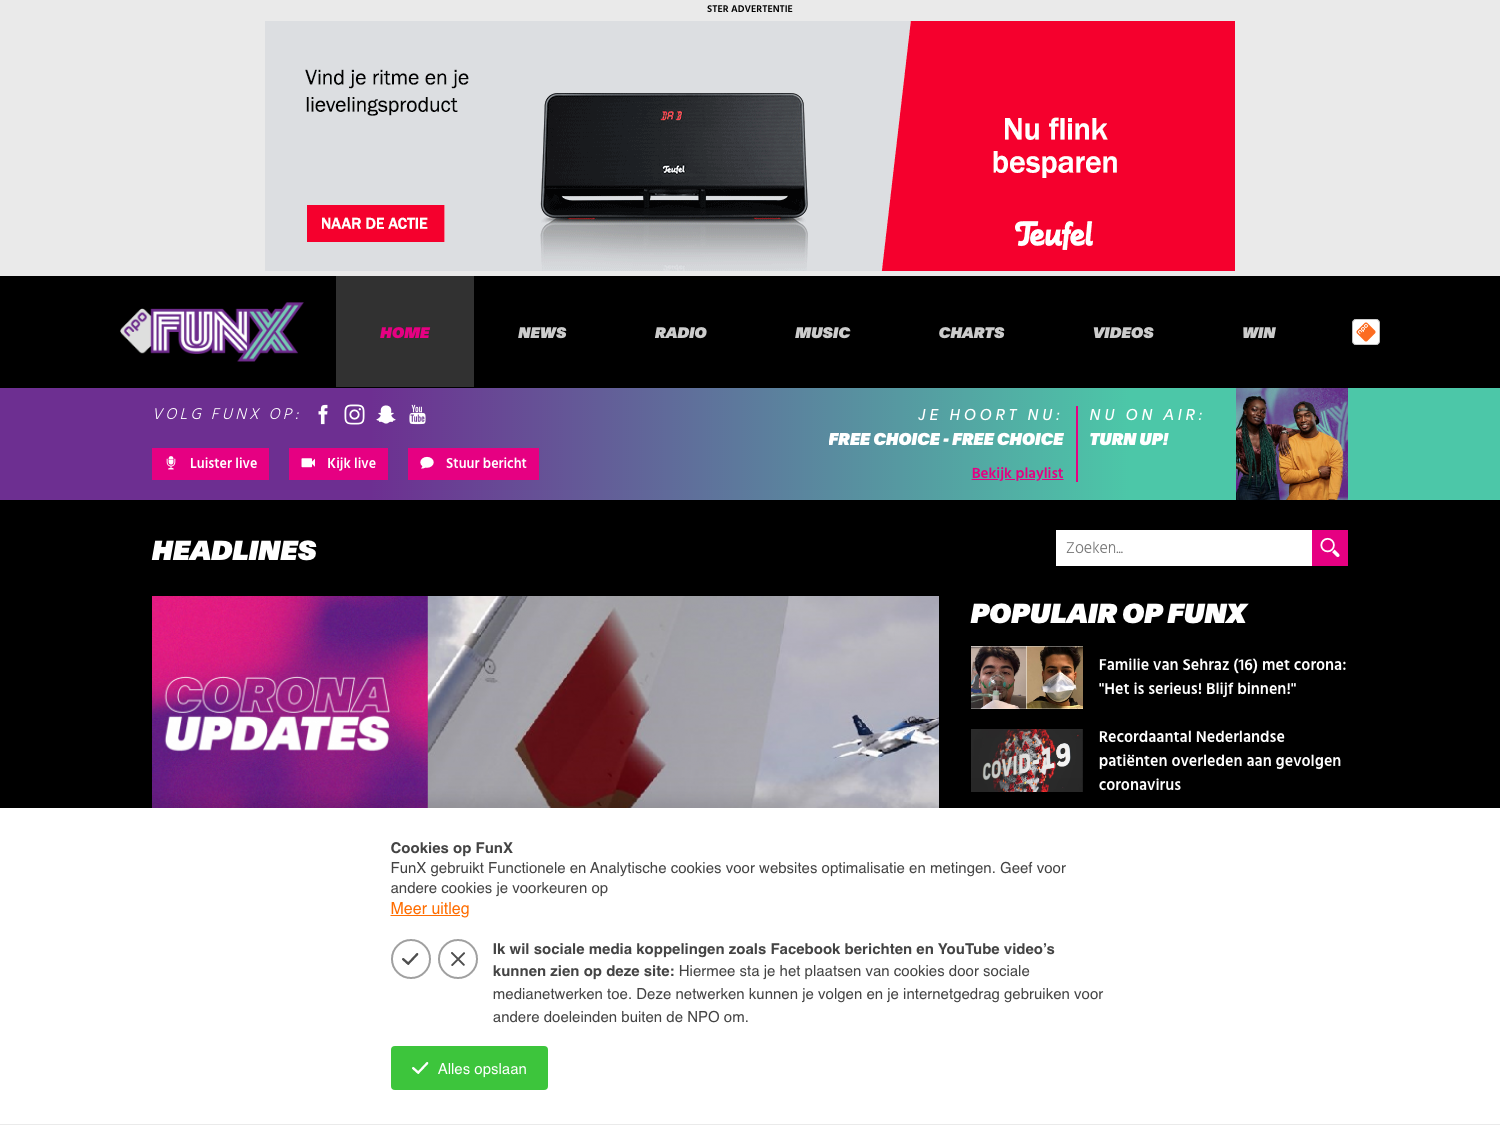 STER ADVERTENTIE
Vind je ritme en je
lievelingsproduct
DAB
Teufel
NAAR DE ACTIE
Nu flink
besparen
Teufel
npo FUNX
HOME
NEWS
RADIO
MUSIC
CHARTS
VIDEOS
WIN
VOLG FUNX OP:
You
Tube
Luister live
Kijk live
Stuur bericht
JE HOORT NU:
FREE CHOICE - FREE CHOICE
Bekijk playlist
NU ON AIR:
TURN UP!
HEADLINES
Zoeken...
CORONA
UPDATES
POPULAIR OP FUNX
Familie van Sehraz (16) met corona:
"Het is serieus! Blijf binnen!"
COVID-19
Recordaantal Nederlandse
patiënten overleden aan gevolgen
coronavirus
Cookies op FunX
FunX gebruikt Functionele en Analytische cookies voor websites optimalisatie en metingen. Geef voor
andere cookies je voorkeuren op
Meer uitleg
Ik wil sociale media koppelingen zoals Facebook berichten en YouTube video's
kunnen zien op deze site: Hiermee sta je het plaatsen van cookies door sociale
medianetwerken toe. Deze netwerken kunnen je volgen en je internetgedrag gebruiken voor
andere doeleinden buiten de NPO om.
Alles opslaan